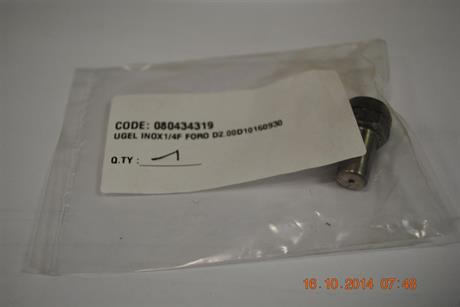 CODE: 080434319
UGEL INOX1/4F FORO D2.00D10160930
Q.TY : 1
16.10.2014 07:48